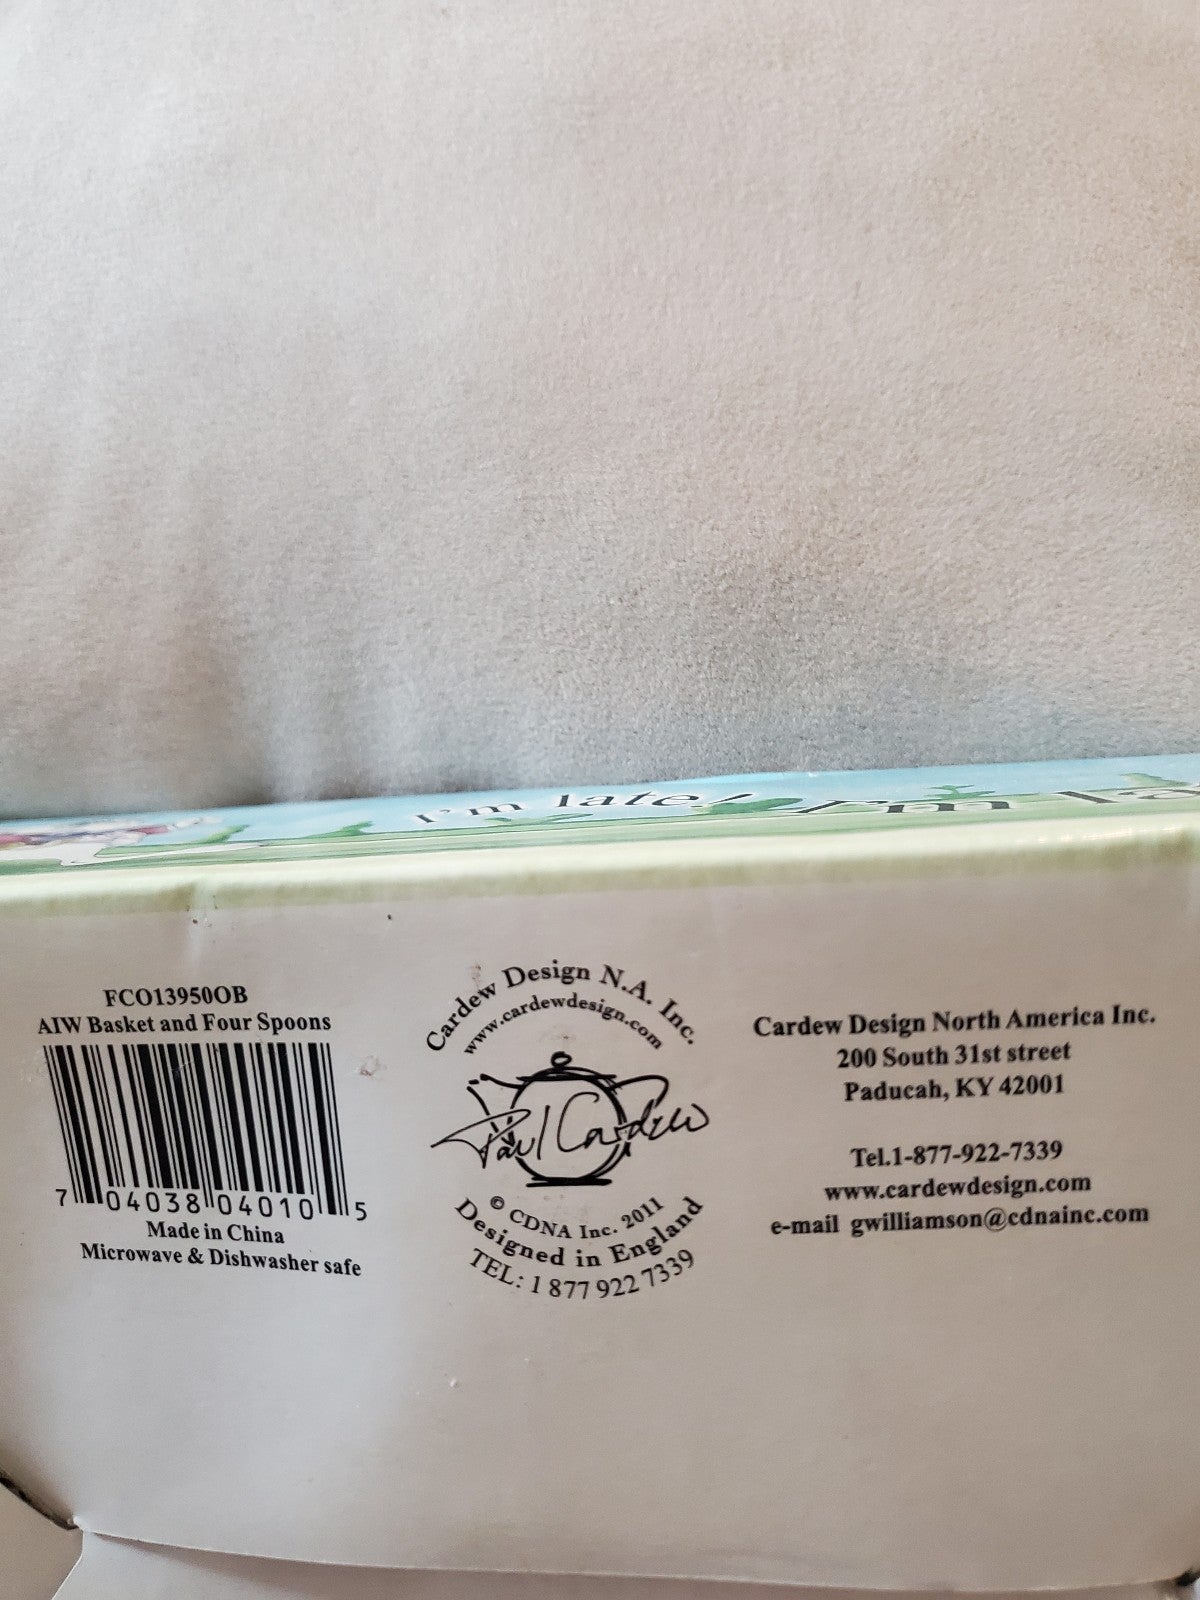 I'm late! I'm la
FCO13950OB
AIW Basket and Four Spoons
7 04038 04010 5
Made in China
Microwave & Dishwasher safe
Cardew Design N.A. Inc.
www.cardewdesign.com
Paul Cardew
© CDNA Inc. 2011
Designed in England
TEL: 1 877 922 7339
Cardew Design North America Inc.
200 South 31st street
Paducah, KY 42001
Tel.1-877-922-7339
www.cardewdesign.com
e-mail gwilliamson@cdnainc.com